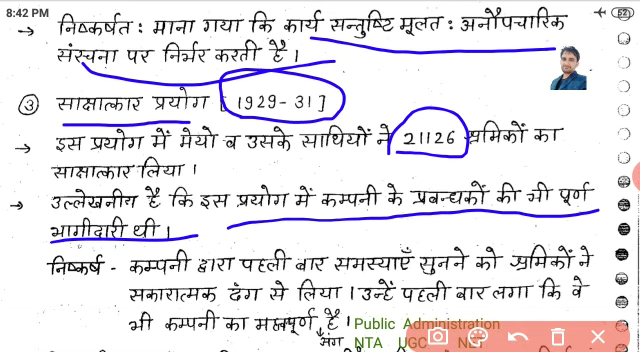 8:42 PM
52
→ निष्कर्षत : माना गया कि कार्य सन्तुष्टि मूलत : अनौपचारिक
संरचना पर निर्भर करती है।
③ साक्षात्कार प्रयोग [1929-31]
→ इस प्रयोग में मेयो व उसके साथियों ने 21126 श्रमिकों का
साक्षात्कार लिया ।
→ उल्लेखनीन है कि इस प्रयोग में कम्पनी के प्रबन्धकों की भी पूर्ण
भागीदारी थी।
निष्कर्ष - कम्पनी द्वारा पहली बार समस्याएँ सुनने को श्रमिकों ने
सकारात्मक ढंग से लिया । उन्हें पहली बार लगा कि वे
भी कम्पनी का महत्वपूर्ण है।
अंग
Public Administration
NTA UGC NET